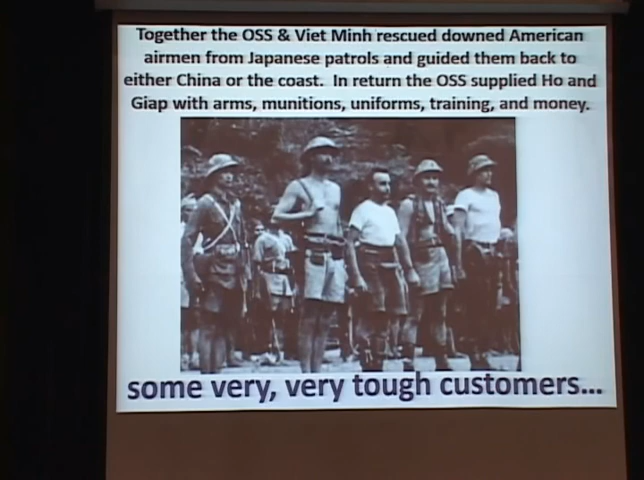 Together the OSS & Viet Minh rescued downed American
airmen from Japanese patrols and guided them back to
either China or the coast. In return the OSS supplied Ho and
Giap with arms, munitions, uniforms, training, and money.
some very, very tough customers...